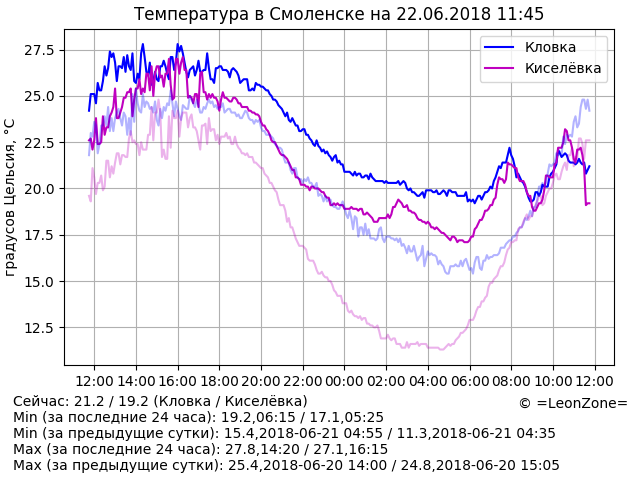 Температура в Смоленске на 22.06.2018 11:45
градусов Цельсия, °C
27.5
25.0
22.5
20.0
17.5
15.0
12.5
Кловка
Киселёвка
12:00 14:00 16:00 18:00 20:00 22:00 00:00 02:00 04:00 06:00 08:00 10:00 12:00
Сейчас: 21.2 / 19.2 (Кловка / Киселёвка)
© =LeonZone=
Min (за последние 24 часа): 19.2,06:15 / 17.1,05:25
Min (за предыдущие сутки): 15.4,2018-06-21 04:55 / 11.3,2018-06-21 04:35
Max (за последние 24 часа): 27.8,14:20 / 27.1,16:15
Max (за предыдущие сутки): 25.4,2018-06-20 14:00 / 24.8,2018-06-20 15:05